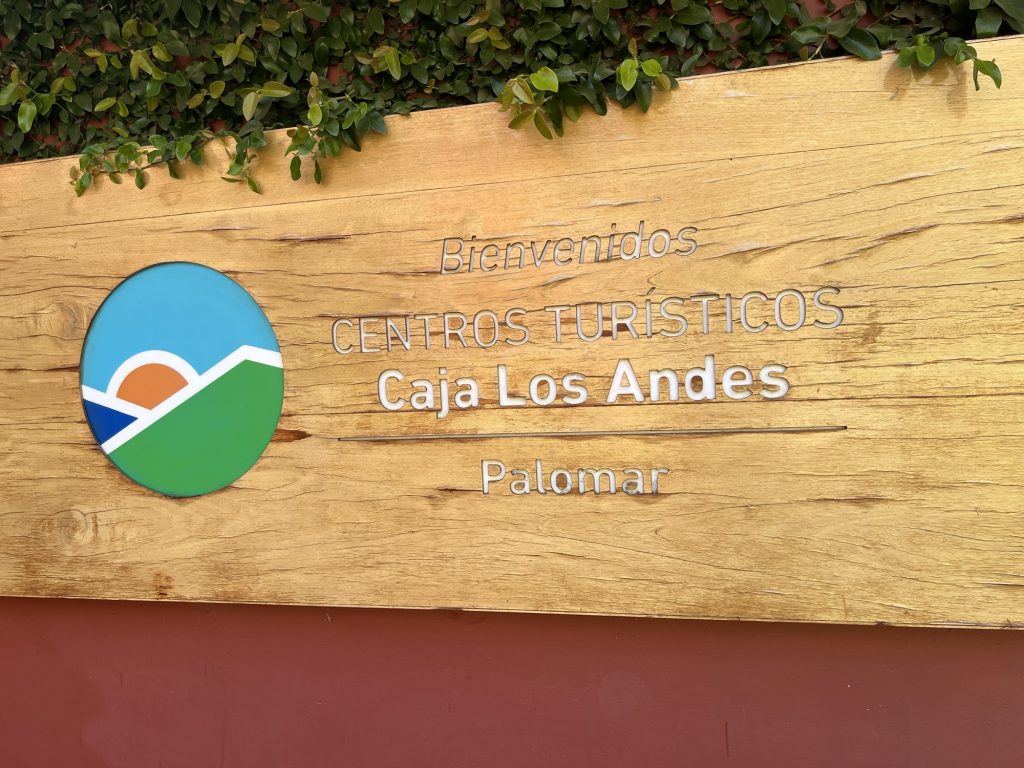 Bienvenidos
CENTROS TURÍSTICOS
Caja Los Andes
Palomar